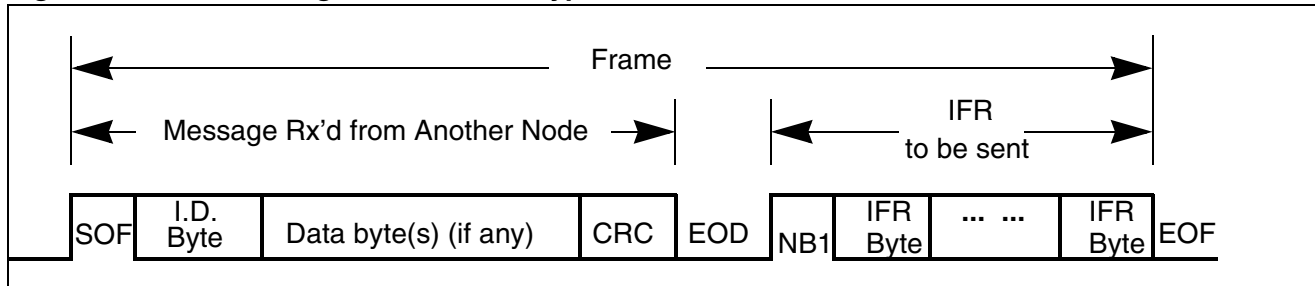 Frame
Message Rx'd from Another Node
IFR
to be sent
SOF
I.D.
Byte
Data byte(s) (if any)
CRC
EOD
NB1
IFR
Byte
... ...
IFR
Byte
EOF